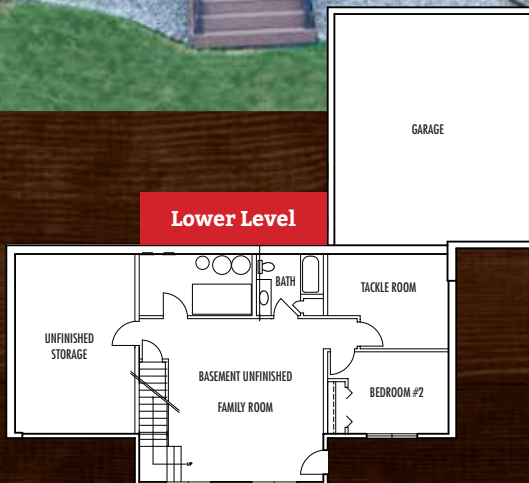 GARAGE
Lower Level
BATH
TACKLE ROOM
UNFINISHED
STORAGE
BASEMENT UNFINISHED
FAMILY ROOM
BEDROOM #2
UP